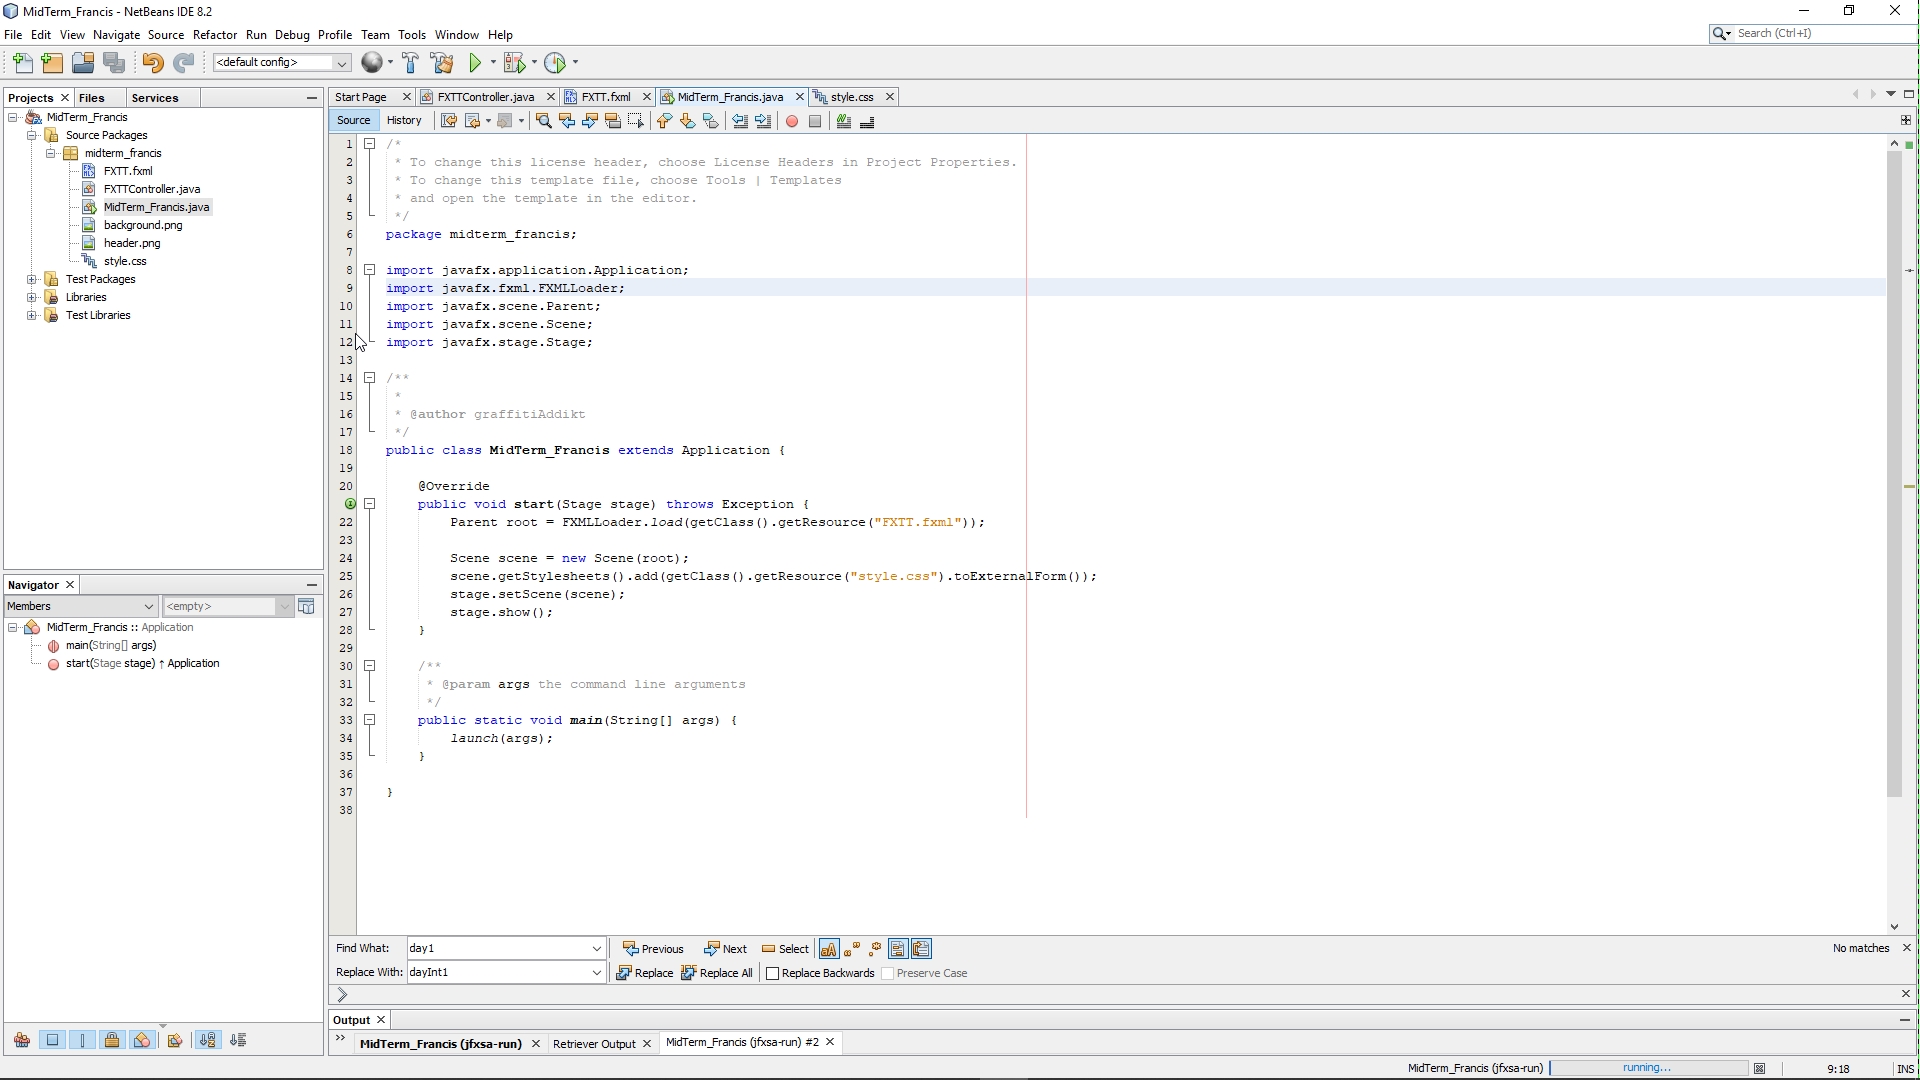 MidTerm_Francis - NetBeans IDE 8.2
File Edit View Navigate Source Refactor Run Debug Profile Team Tools Window Help
Search (Ctrl+I)
<default config>
Projects Files Services
MidTerm_Francis
Source Packages
midterm_francis
FXTT.fxml
FXTTController.java
MidTerm_Francis.java
background.png
header.png
style.css
Test Packages
Libraries
Test Libraries
Navigator
Members <empty>
MidTerm_Francis :: Application
main(String[] args)
start(Stage stage) ↑ Application
Start Page FXTTController.java FXTT.fxml MidTerm_Francis.java style.css
Source History
1 /*
2 * To change this license header, choose License Headers in Project Properties.
3 * To change this template file, choose Tools | Templates
4 * and open the template in the editor.
5 */
6 package midterm_francis;
7
8 import javafx.application.Application;
9 import javafx.fxml.FXMLLoader;
10 import javafx.scene.Parent;
11 import javafx.scene.Scene;
12 import javafx.stage.Stage;
13
14 /**
15 *
16 * @author graffitiAddikt
17 */
18 public class MidTerm_Francis extends Application {
19
20 @Override
public void start(Stage stage) throws Exception {
22 Parent root = FXMLLoader.load(getClass().getResource("FXTT.fxml"));
23
24 Scene scene = new Scene(root);
25 scene.getStylesheets().add(getClass().getResource("style.css").toExternalForm());
26 stage.setScene(scene);
27 stage.show();
28 }
29
30 /**
31 * @param args the command line arguments
32 */
33 public static void main(String[] args) {
34 launch(args);
35 }
36
37 }
38
Find What: day1 Previous Next Select No matches
Replace With: dayInt1 Replace Replace All Replace Backwards Preserve Case
Output
MidTerm_Francis (jfxsa-run) Retriever Output MidTerm_Francis (jfxsa-run) #2
MidTerm_Francis (jfxsa-run) running... 9:18 INS